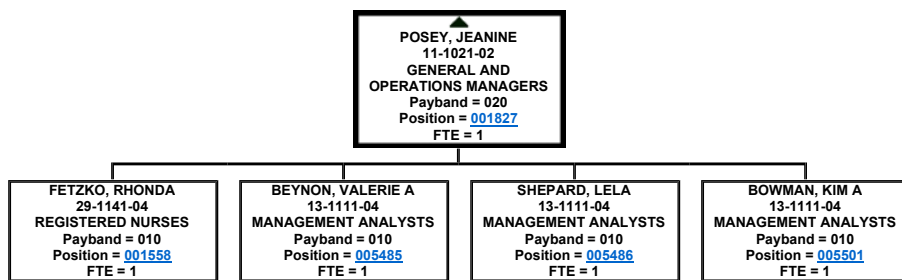 POSEY, JEANINE
11-1021-02
GENERAL AND
OPERATIONS MANAGERS
Payband = 020
Position = 001827
FTE = 1
FETZKO, RHONDA
29-1141-04
REGISTERED NURSES
Payband = 010
Position = 001558
FTE = 1
BEYNON, VALERIE A
13-1111-04
MANAGEMENT ANALYSTS
Payband = 010
Position = 005485
FTE = 1
SHEPARD, LELA
13-1111-04
MANAGEMENT ANALYSTS
Payband = 010
Position = 005486
FTE = 1
BOWMAN, KIM A
13-1111-04
MANAGEMENT ANALYSTS
Payband = 010
Position = 005501
FTE = 1